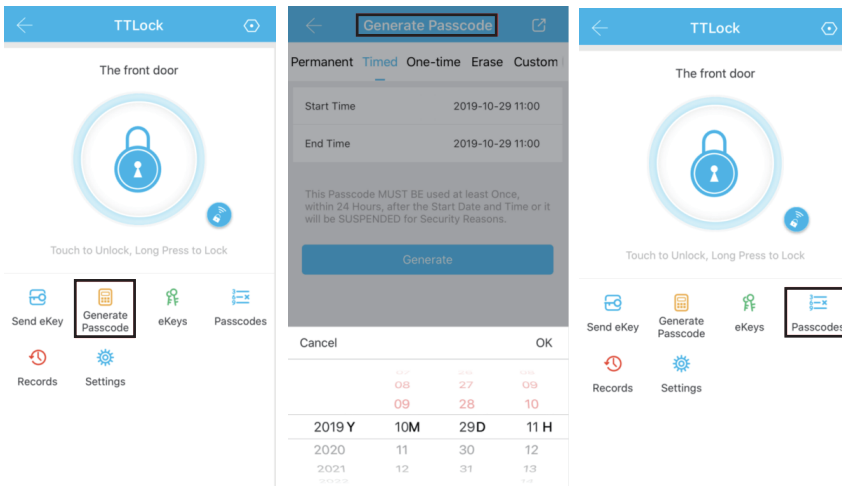 TTLock
The front door
Touch to Unlock, Long Press to Lock
Send eKey
Generate
Passcode
eKeys
Passcodes
Records
Settings
Generate Passcode
Permanent Timed One-time Erase Custom
Start Time 2019-10-29 11:00
End Time 2019-10-29 11:00
This Passcode MUST BE used at least Once,
within 24 Hours, after the Start Date and Time or it
will be SUSPENDED for Security Reasons.
Generate
Cancel OK
07 26 08
08 27 09
09 28 10
2019 Y 10M 29D 11 H
2020 11 30 12
2021 12 31 13
2022 14
TTLock
The front door
Touch to Unlock, Long Press to Lock
Send eKey
Generate
Passcode
eKeys
Passcodes
Records
Settings